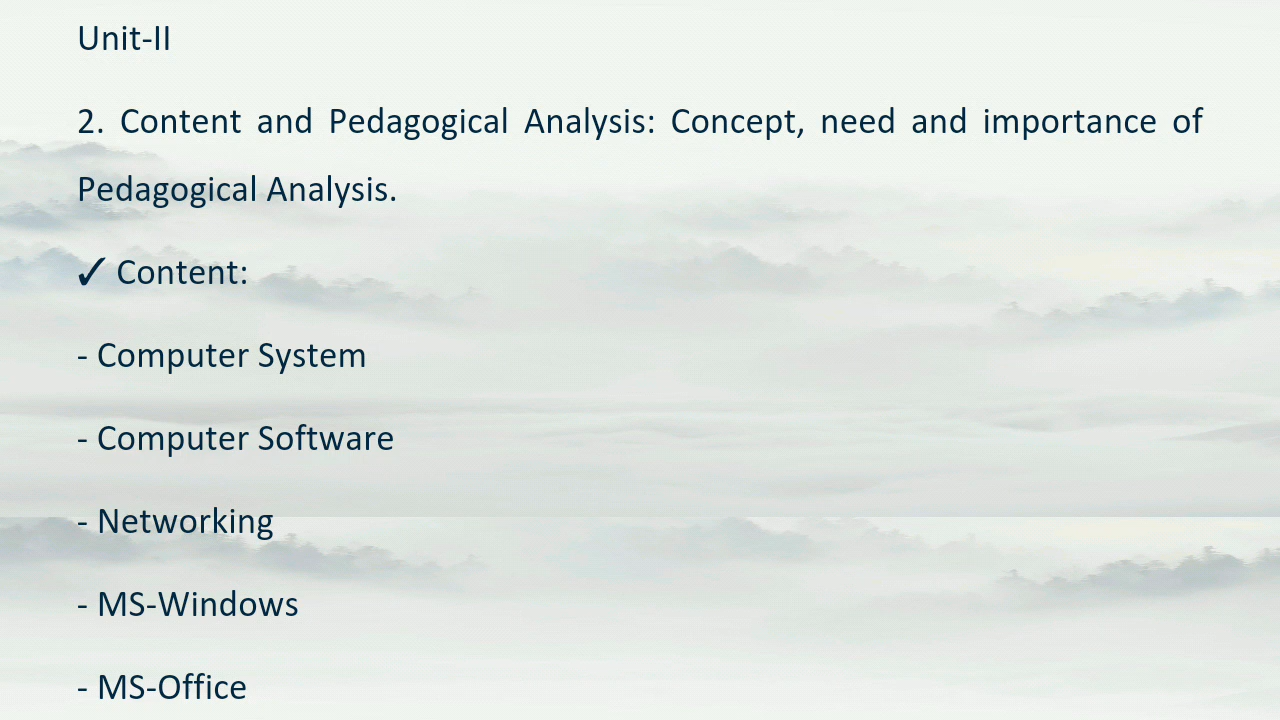 Unit-II
2. Content and Pedagogical Analysis: Concept, need and importance of
Pedagogical Analysis.
✓ Content:
- Computer System
- Computer Software
- Networking
- MS-Windows
- MS-Office